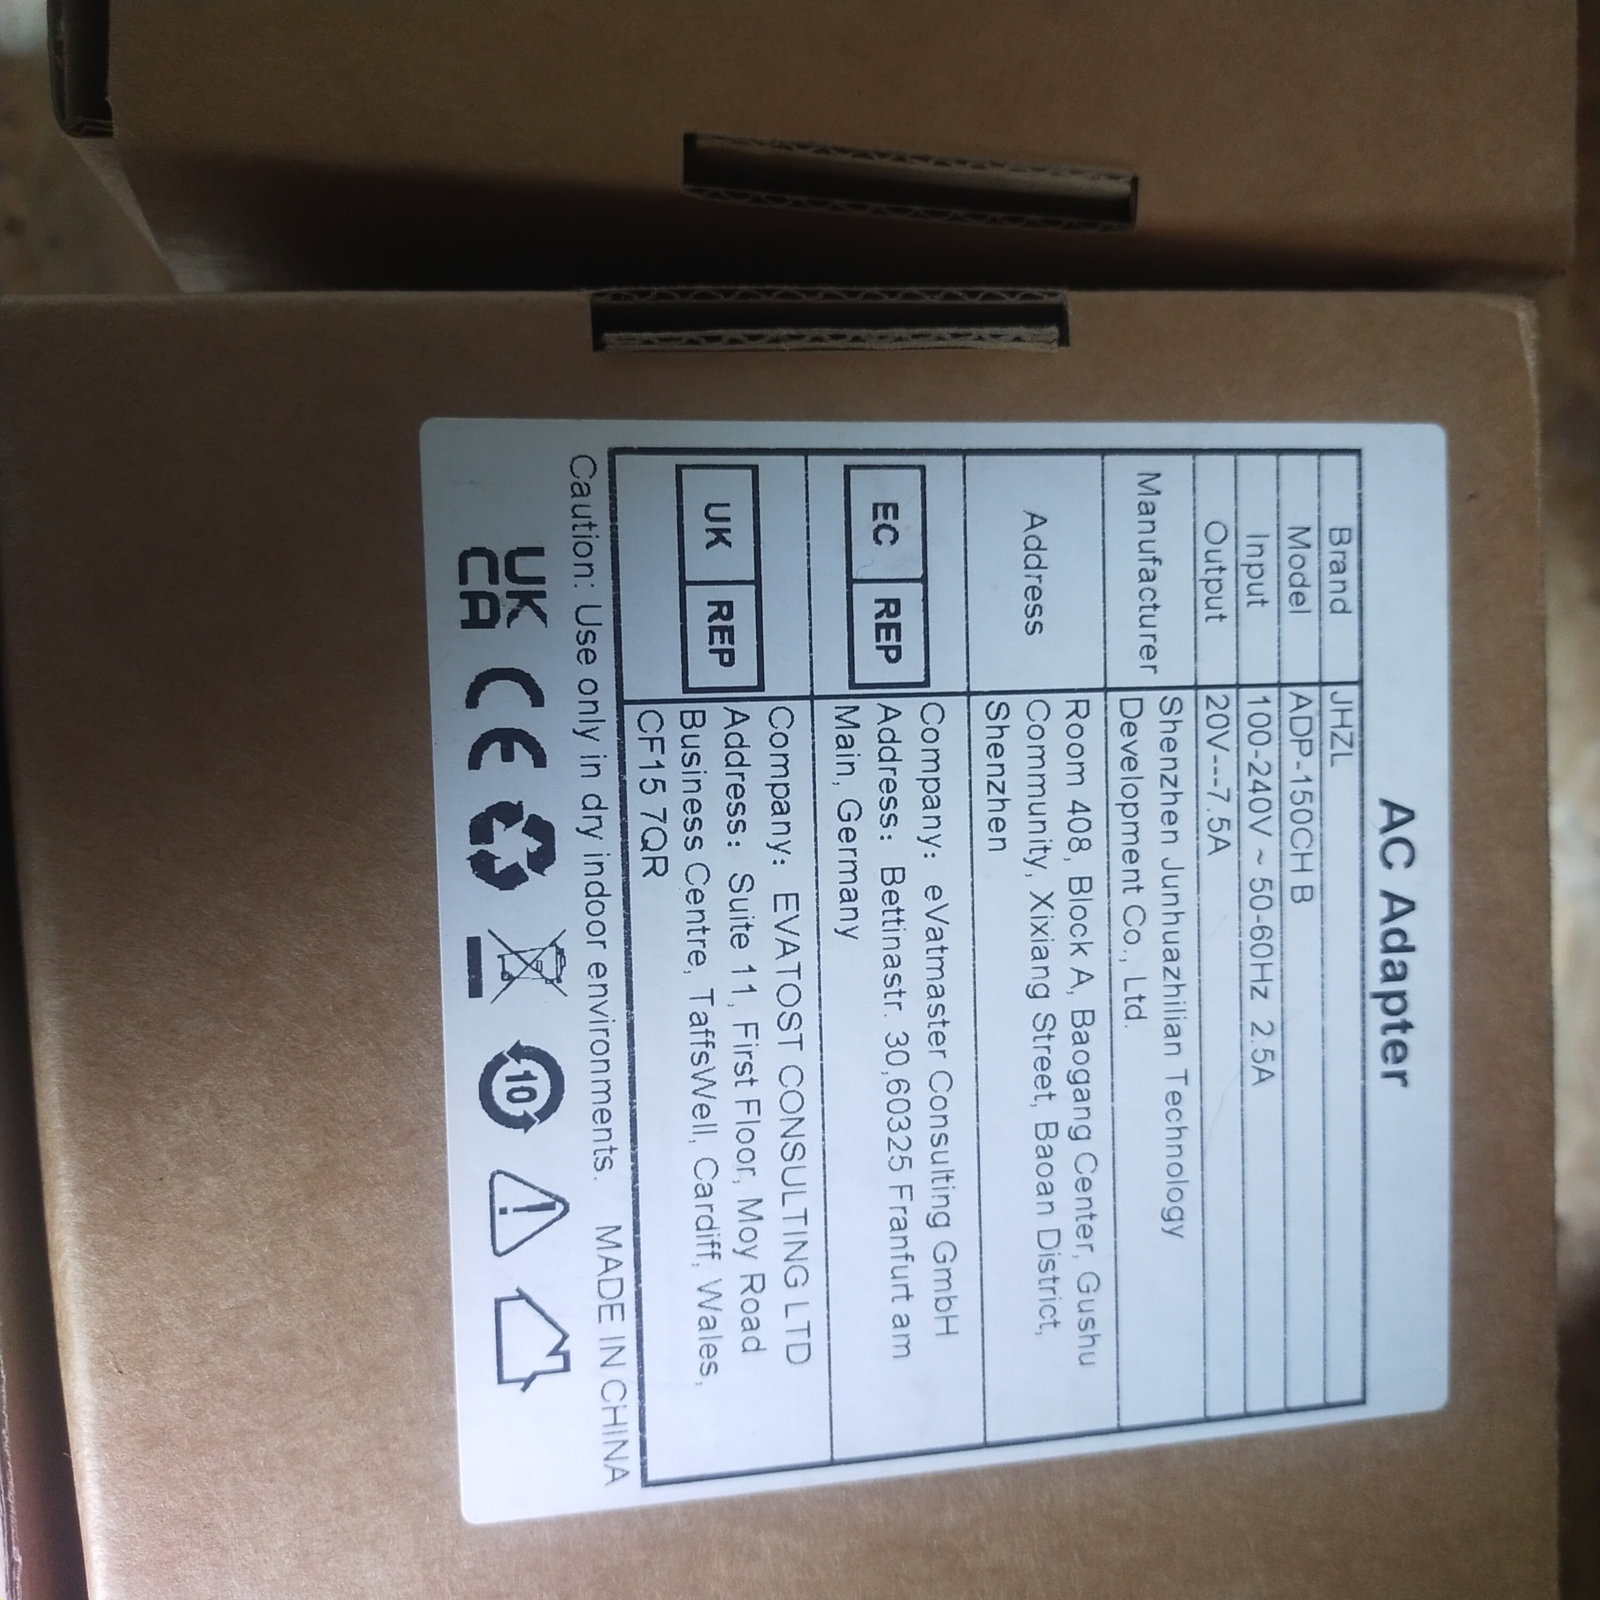 AC Adapter
Brand JHZL
Model ADP-150CH B
Input 100-240V ~ 50-60Hz 2.5A
Output 20V---7.5A
Manufacturer Shenzhen Junhuazhilian Technology
Development Co., Ltd.
Address Room 408, Block A, Baogang Center, Gushu
Community, Xixiang Street, Baoan District,
Shenzhen
EC REP Company: eVatmaster Consulting GmbH
Address: Bettinastr. 30,60325 Franfurt am
Main, Germany
UK REP Company: EVATOST CONSULTING LTD
Address: Suite 11, First Floor, Moy Road
Business Centre, TaffsWell, Cardiff, Wales,
CF15 7QR
Caution: Use only in dry indoor environments. MADE IN CHINA
UK
CA CE 10